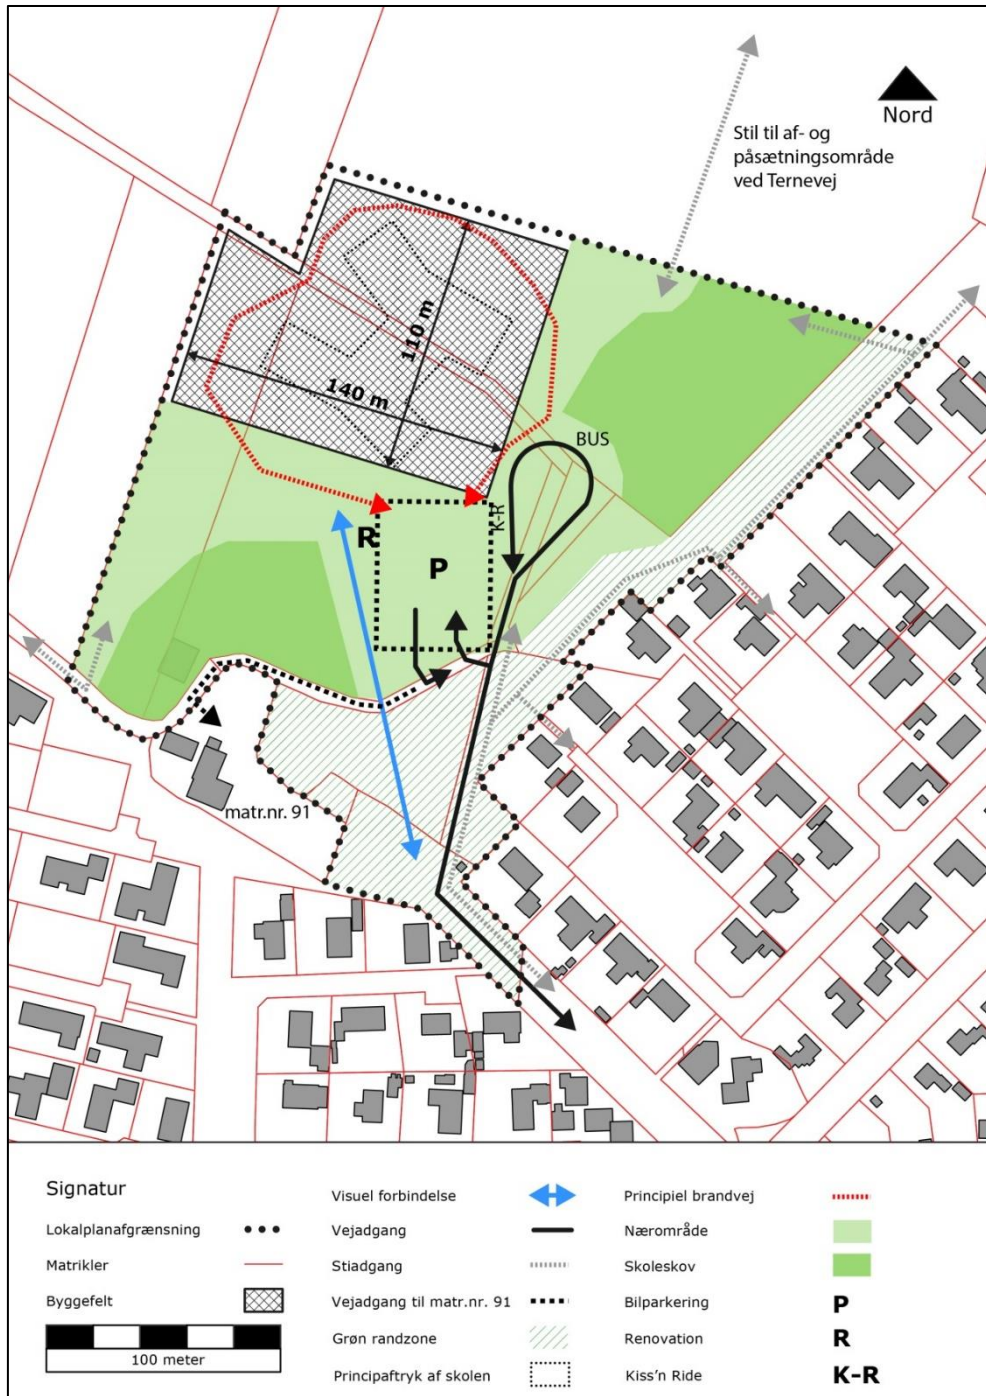 Nord
Stil til af- og
påsætningsområde
ved Ternevej
110 m
140 m
BUS
K-R
R
P
matr.nr. 91
Signatur
Lokalplanafgrænsning
Matrikler
Byggefelt
100 meter
Visuel forbindelse
Vejadgang
Stiadgang
Vejadgang til matr.nr. 91
Grøn randzone
Principaftryk af skolen
Principiel brandvej
Nærområde
Skoleskov
Bilparkering P
Renovation R
Kiss'n Ride K-R